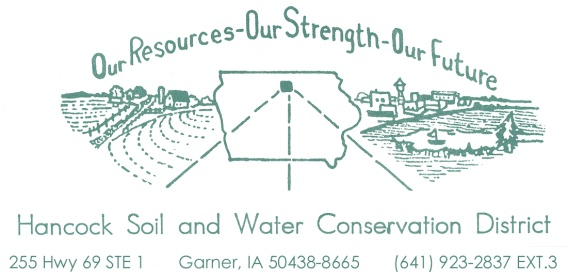 Our Resources-Our Strength-Our Future
Hancock Soil and Water Conservation District
255 Hwy 69 STE 1 Garner, IA 50438-8665 (641) 923-2837 EXT.3